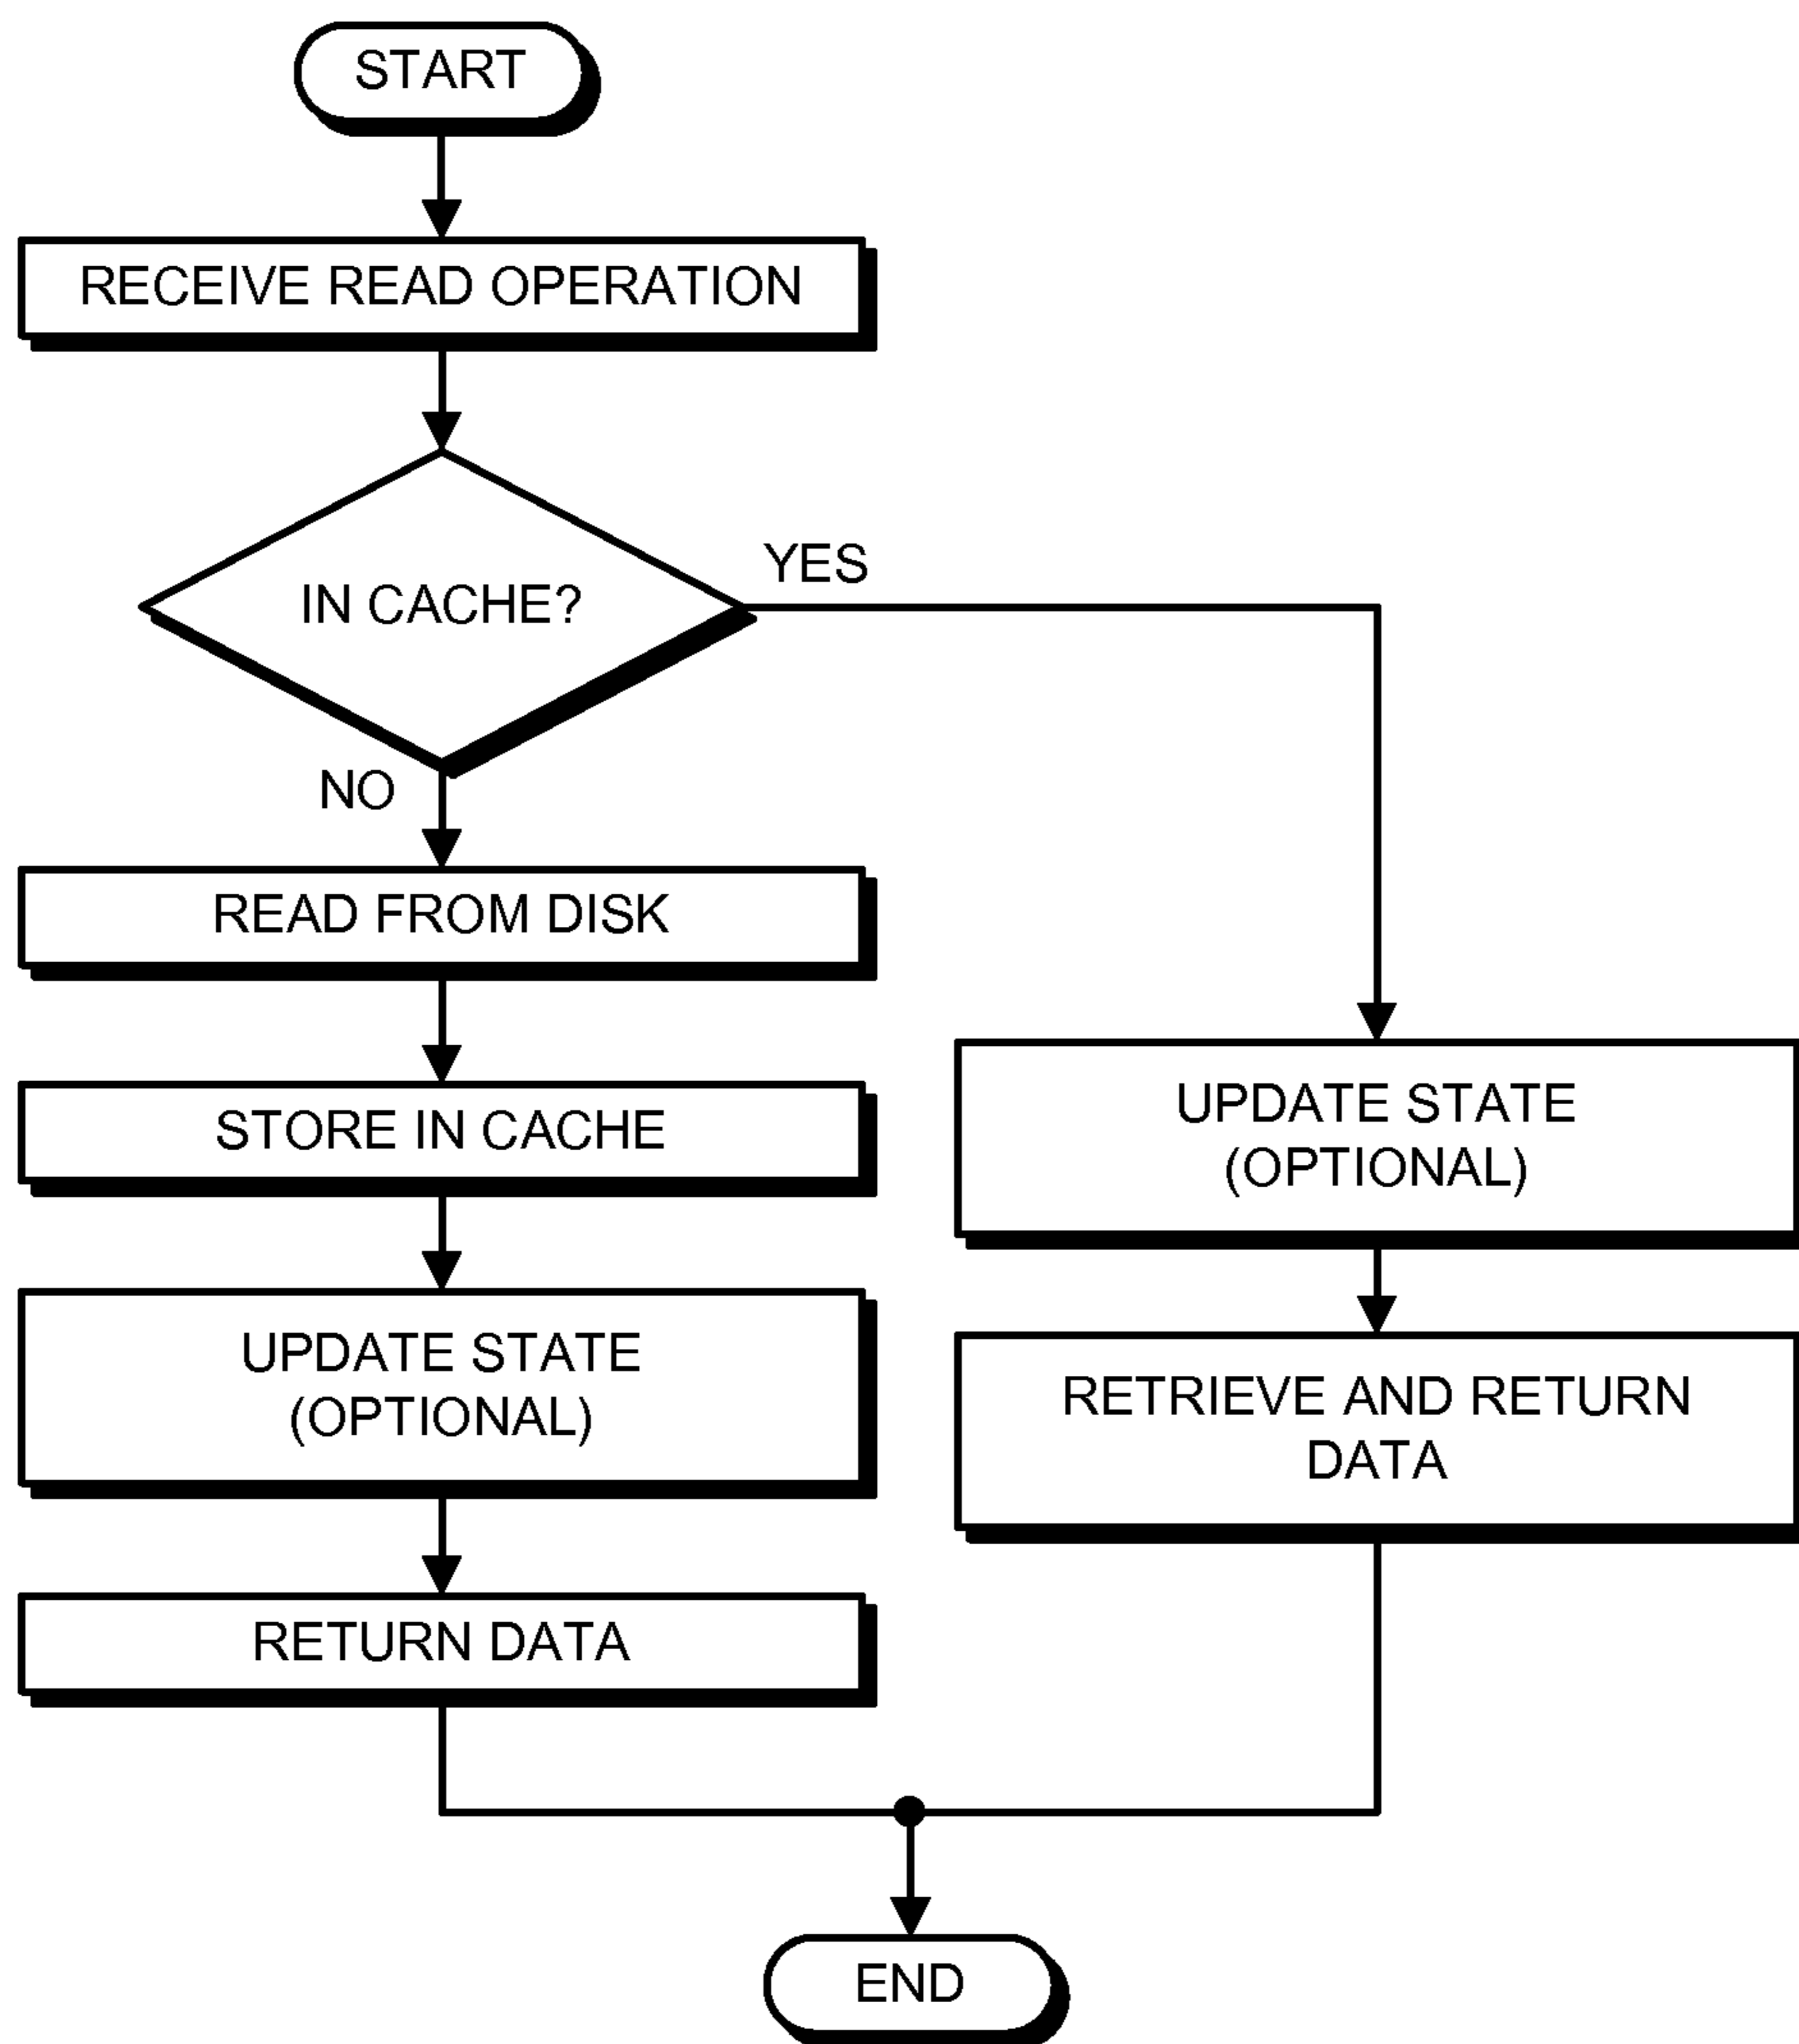 START
RECEIVE READ OPERATION
IN CACHE?
YES
NO
READ FROM DISK
STORE IN CACHE
UPDATE STATE
(OPTIONAL)
RETURN DATA
UPDATE STATE
(OPTIONAL)
RETRIEVE AND RETURN
DATA
END